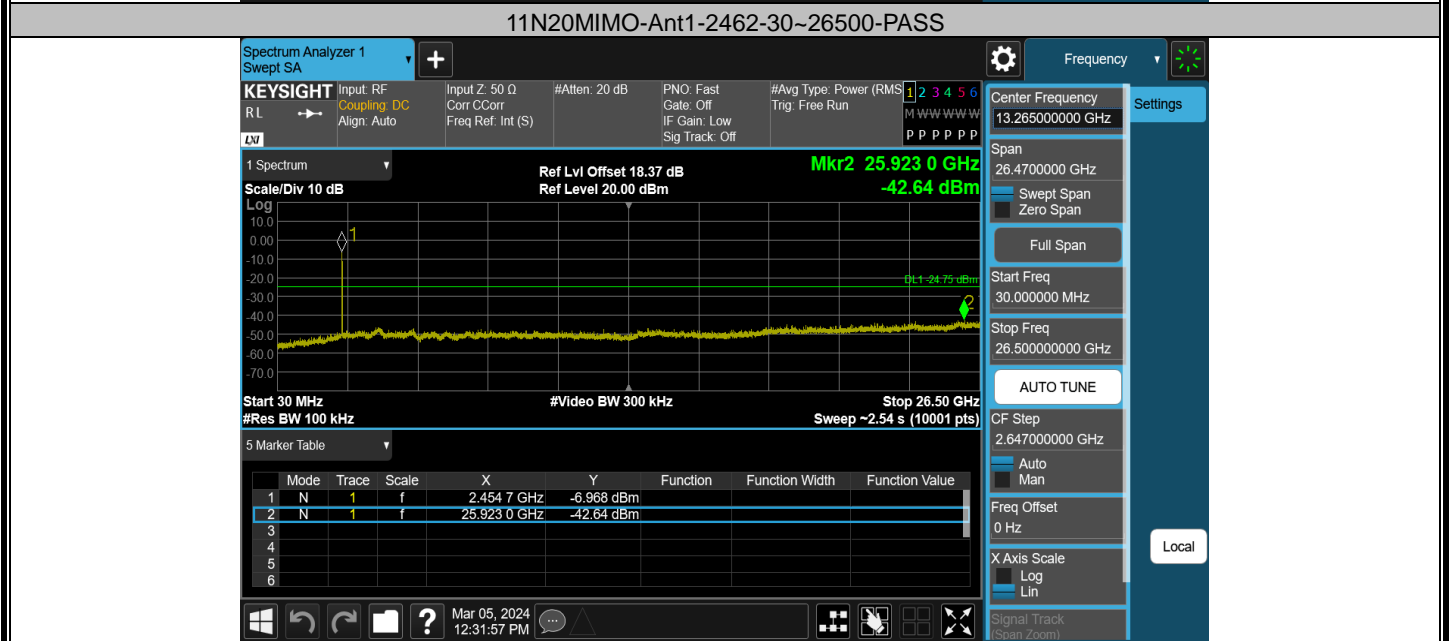 11N20MIMO-Ant1-2462-30~26500-PASS
Spectrum Analyzer 1
Swept SA
Frequency
KEYSIGHT
RL
LXI
Input: RF
Coupling: DC
Align: Auto
Input Z: 50 Ω
Corr CCorr
Freq Ref: Int (S)
#Atten: 20 dB
PNO: Fast
Gate: Off
IF Gain: Low
Sig Track: Off
#Avg Type: Power (RMS
Trig: Free Run
1 2 3 4 5 6
M W W W W W
P P P P P P
1 Spectrum
Scale/Div 10 dB
Ref Lvl Offset 18.37 dB
Ref Level 20.00 dBm
Mkr2 25.923 0 GHz
-42.64 dBm
Log
10.0
0.00
-10.0
-20.0
-30.0
-40.0
-50.0
-60.0
-70.0
1
2
DL1 -24.75 dBm
Start 30 MHz
#Res BW 100 kHz
#Video BW 300 kHz
Stop 26.50 GHz
Sweep ~2.54 s (10001 pts)
5 Marker Table
Mode Trace Scale X Y Function Function Width Function Value
1 N 1 f 2.454 7 GHz -6.968 dBm
2 N 1 f 25.923 0 GHz -42.64 dBm
3
4
5
6
Mar 05, 2024
12:31:57 PM
Center Frequency
13.265000000 GHz
Settings
Span
26.4700000 GHz
Swept Span
Zero Span
Full Span
Start Freq
30.000000 MHz
Stop Freq
26.500000000 GHz
AUTO TUNE
CF Step
2.647000000 GHz
Auto
Man
Freq Offset
0 Hz
Local
X Axis Scale
Log
Lin
Signal Track
(Span Zoom)